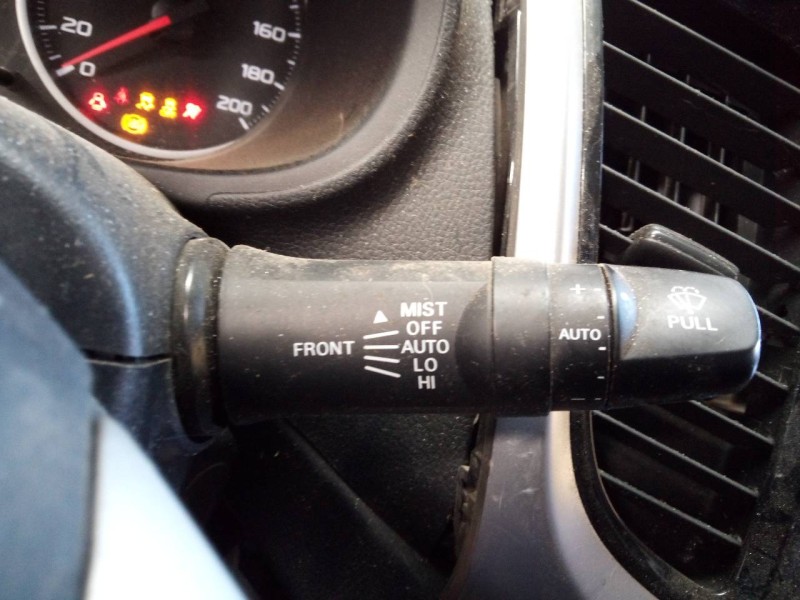 20
0
160
180
200
MIST
OFF
FRONT AUTO
LO
HI
+
AUTO
–
PULL